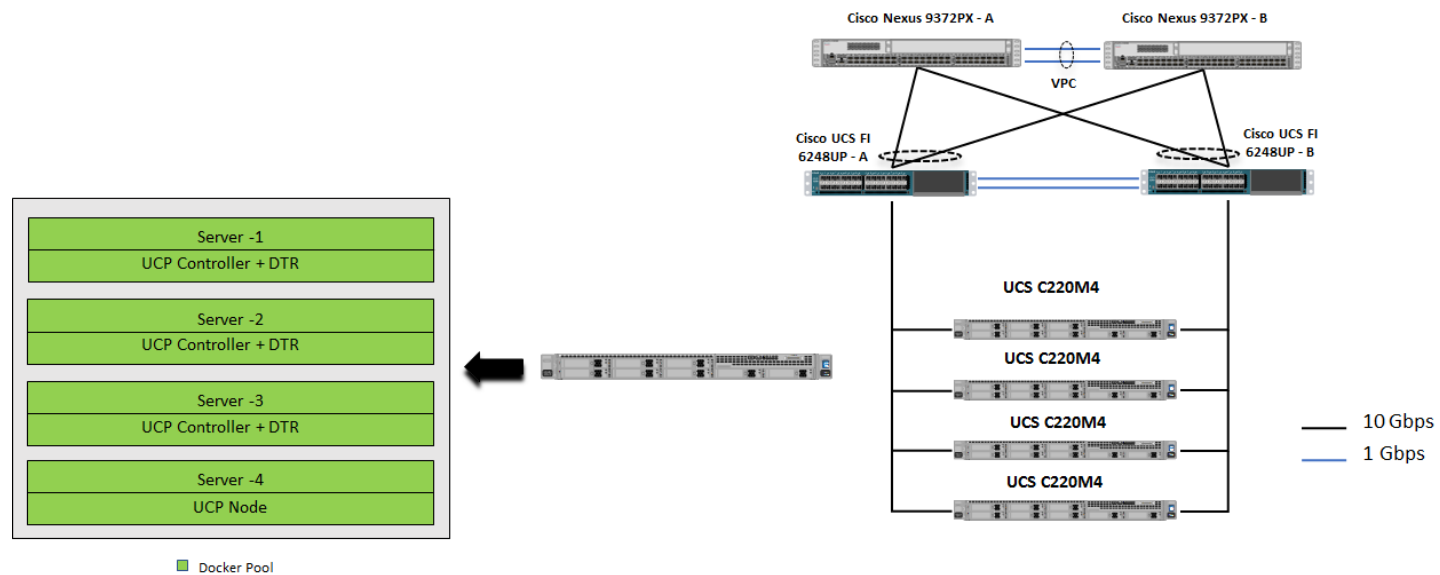 Cisco Nexus 9372PX - A
Cisco Nexus 9372PX - B
VPC
Cisco UCS FI
6248UP - A
Cisco UCS FI
6248UP - B
Server -1
UCP Controller + DTR
Server -2
UCP Controller + DTR
Server -3
UCP Controller + DTR
Server -4
UCP Node
Docker Pool
UCS C220M4
UCS C220M4
UCS C220M4
UCS C220M4
10 Gbps
1 Gbps